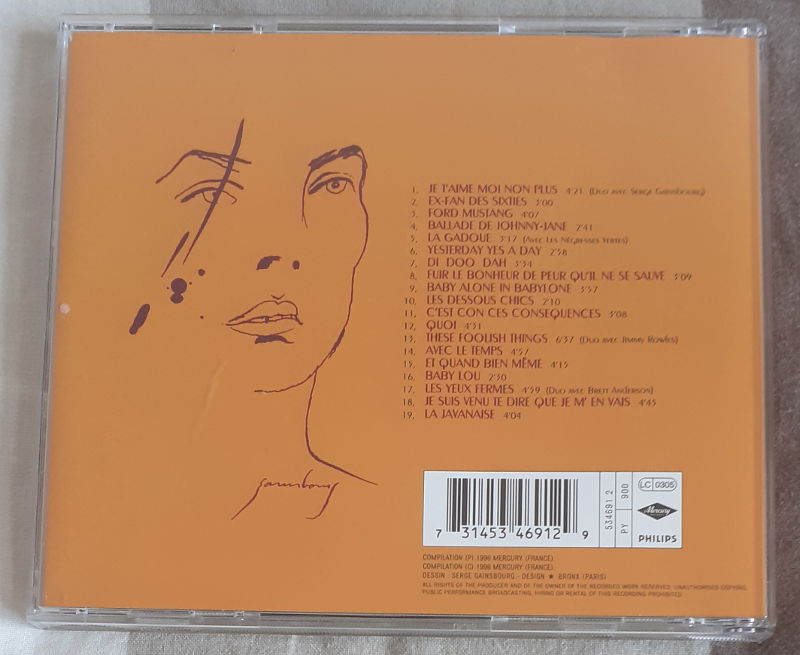 1. JE T'AIME MOI NON PLUS 4'21 (DUO AVEC SERGE GAINSBOURG)
2. EX-FAN DES SIXTIES 3'00
3. FORD MUSTANG 4'07
4. BALLADE DE JOHNNY-JANE 2'41
5. LA GADOUE 3'17 (AVEC LES NÉGRESSES VERTES)
6. YESTERDAY YES A DAY 2'58
7. DI DOO DAH 3'34
8. FUIR LE BONHEUR DE PEUR QU'IL NE SE SAUVE 3'09
9. BABY ALONE IN BABYLONE 3'57
10. LES DESSOUS CHICS 2'10
11. C'EST CON CES CONSEQUENCES 3'08
12. QUOI 4'31
13. THESE FOOLISH THINGS 6'37 (DUO AVEC JIMMY ROWLES)
14. AVEC LE TEMPS 4'37
15. ET QUAND BIEN MÊME 4'15
16. BABY LOU 2'30
17. LES YEUX FERMES 4'39 (DUO AVEC BRETT ANDERSON)
18. JE SUIS VENU TE DIRE QUE JE M' EN VAIS 4'45
19. LA JAVANAISE 4'04
gainsbourg
7 31453 46912 9
534691 2
PY 900
LC 0305
Mercury
PHILIPS
COMPILATION (P) 1996 MERCURY (FRANCE)
COMPILATION (C) 1996 MERCURY (FRANCE)
DESSIN : SERGE GAINSBOURG - DESIGN ★ BRONX (PARIS)
ALL RIGHTS OF THE PRODUCER AND OF THE OWNER OF THE RECORDED WORK RESERVED. UNAUTHORISED COPYING,
PUBLIC PERFORMANCE BROADCASTING, HIRING OR RENTAL OF THIS RECORDING PROHIBITED